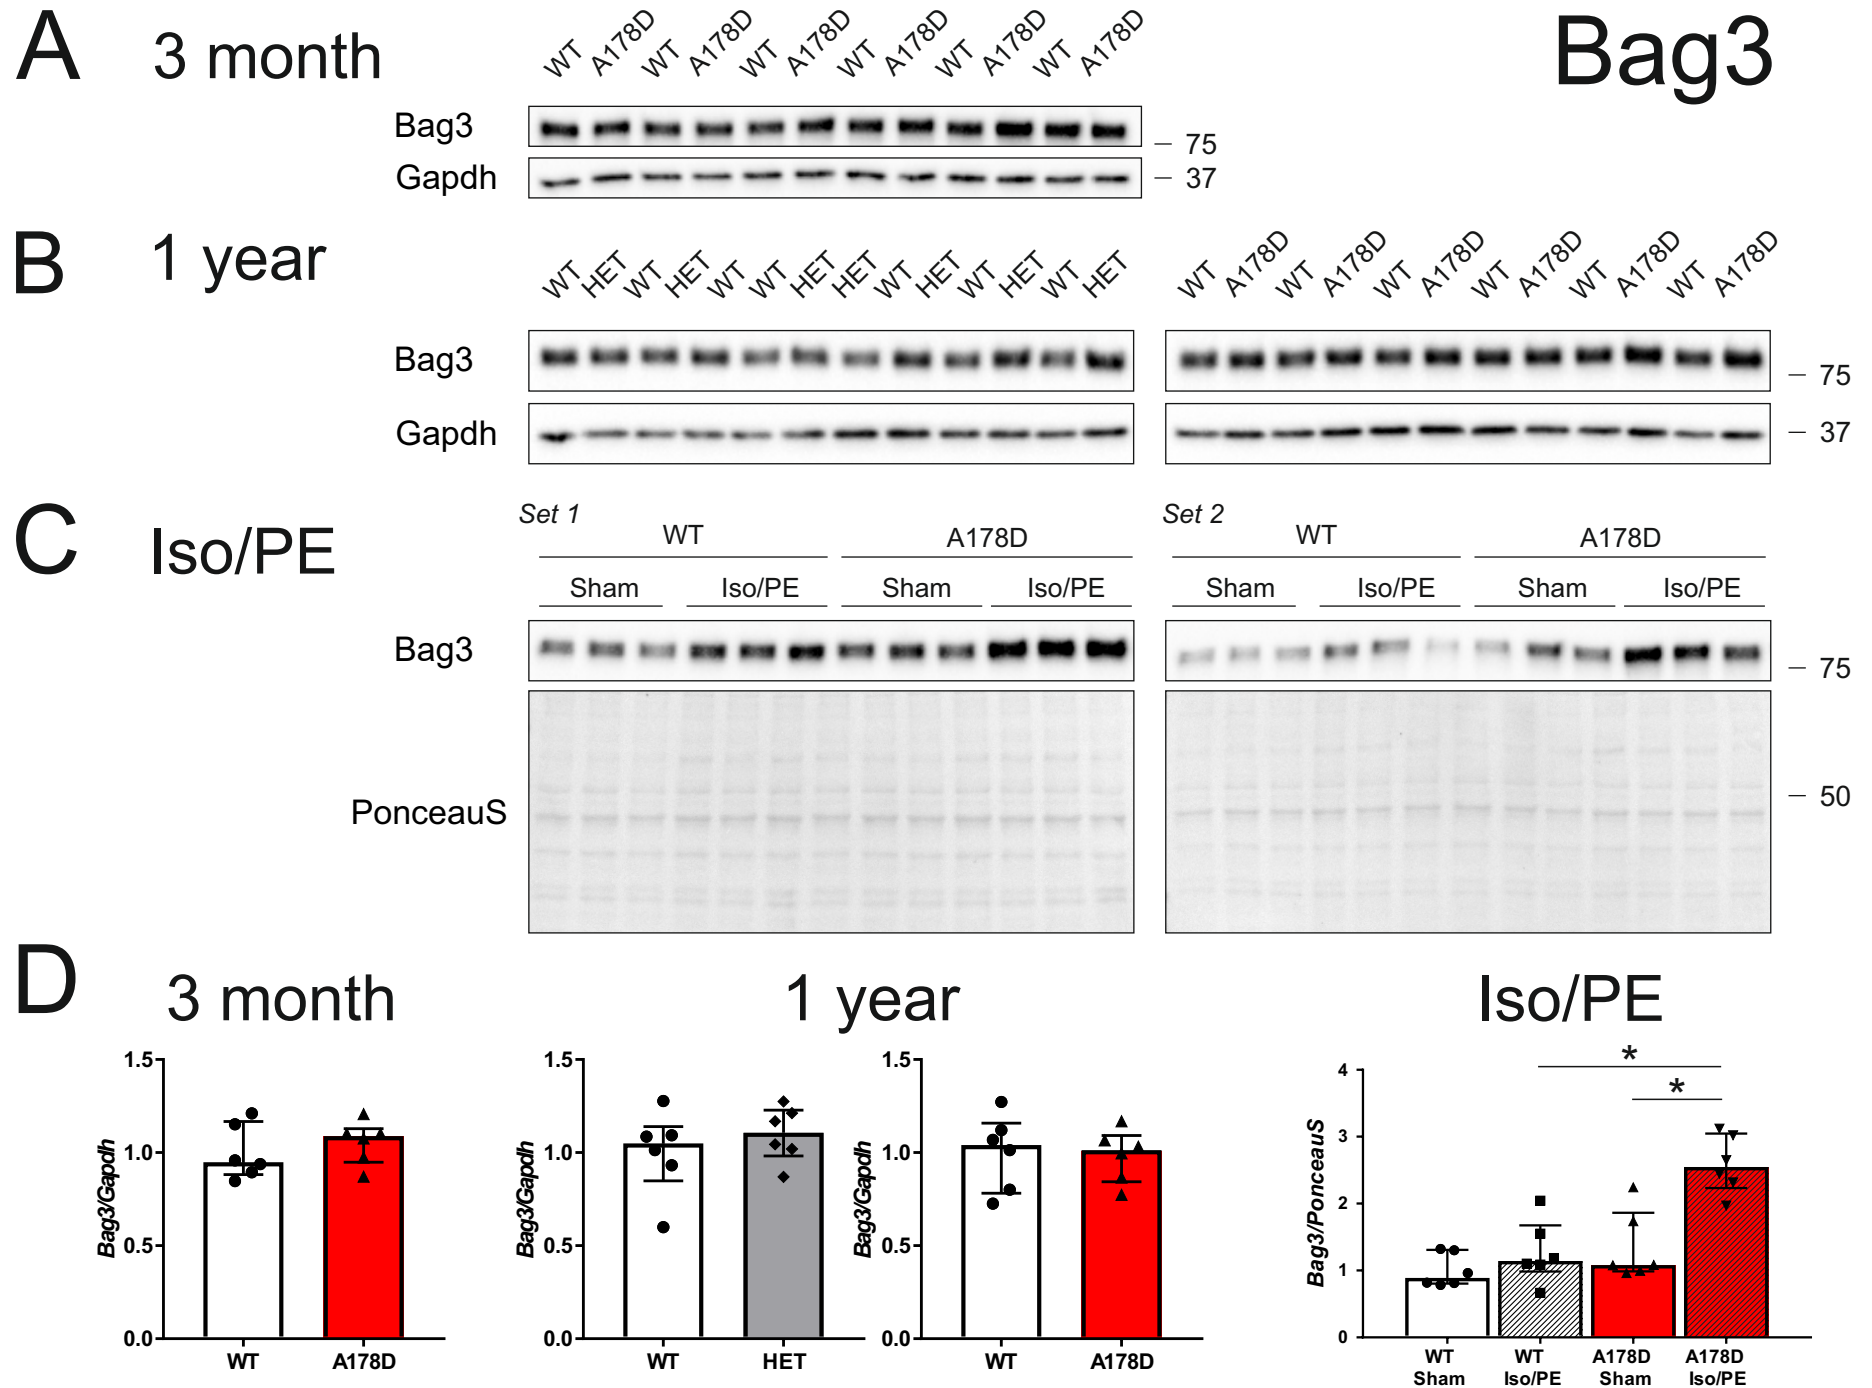 A 3 month Bag3
WT A178D WT A178D WT A178D WT A178D WT A178D WT A178D
Bag3
75
Gapdh
37
B 1 year
WT HET WT HET WT WT HET HET WT HET WT HET WT HET
WT A178D WT A178D WT A178D WT A178D WT A178D WT A178D
Bag3
75
Gapdh
37
C Iso/PE
Set 1
WT A178D
Sham Iso/PE Sham Iso/PE
Set 2
WT A178D
Sham Iso/PE Sham Iso/PE
Bag3
75
PonceauS
50
D 3 month 1 year Iso/PE
Bag3/Gapdh
1.5
1.0
0.5
0.0
WT A178D
Bag3/Gapdh
1.5
1.0
0.5
0.0
WT HET
Bag3/Gapdh
1.5
1.0
0.5
0.0
WT A178D
Bag3/PonceauS
4
3
2
1
0
*
*
WT WT A178D A178D
Sham Iso/PE Sham Iso/PE